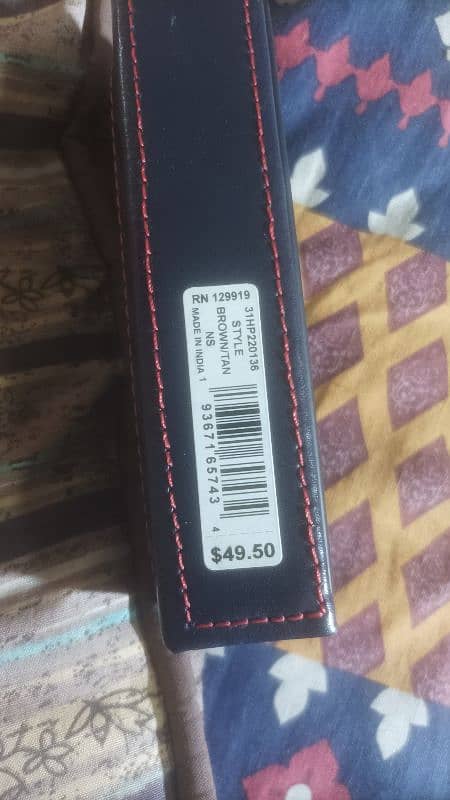 RN 129919
31HP220136
STYLE
BROWN/TAN
NS
MADE IN INDIA 1
93671 65743 4
$49.50